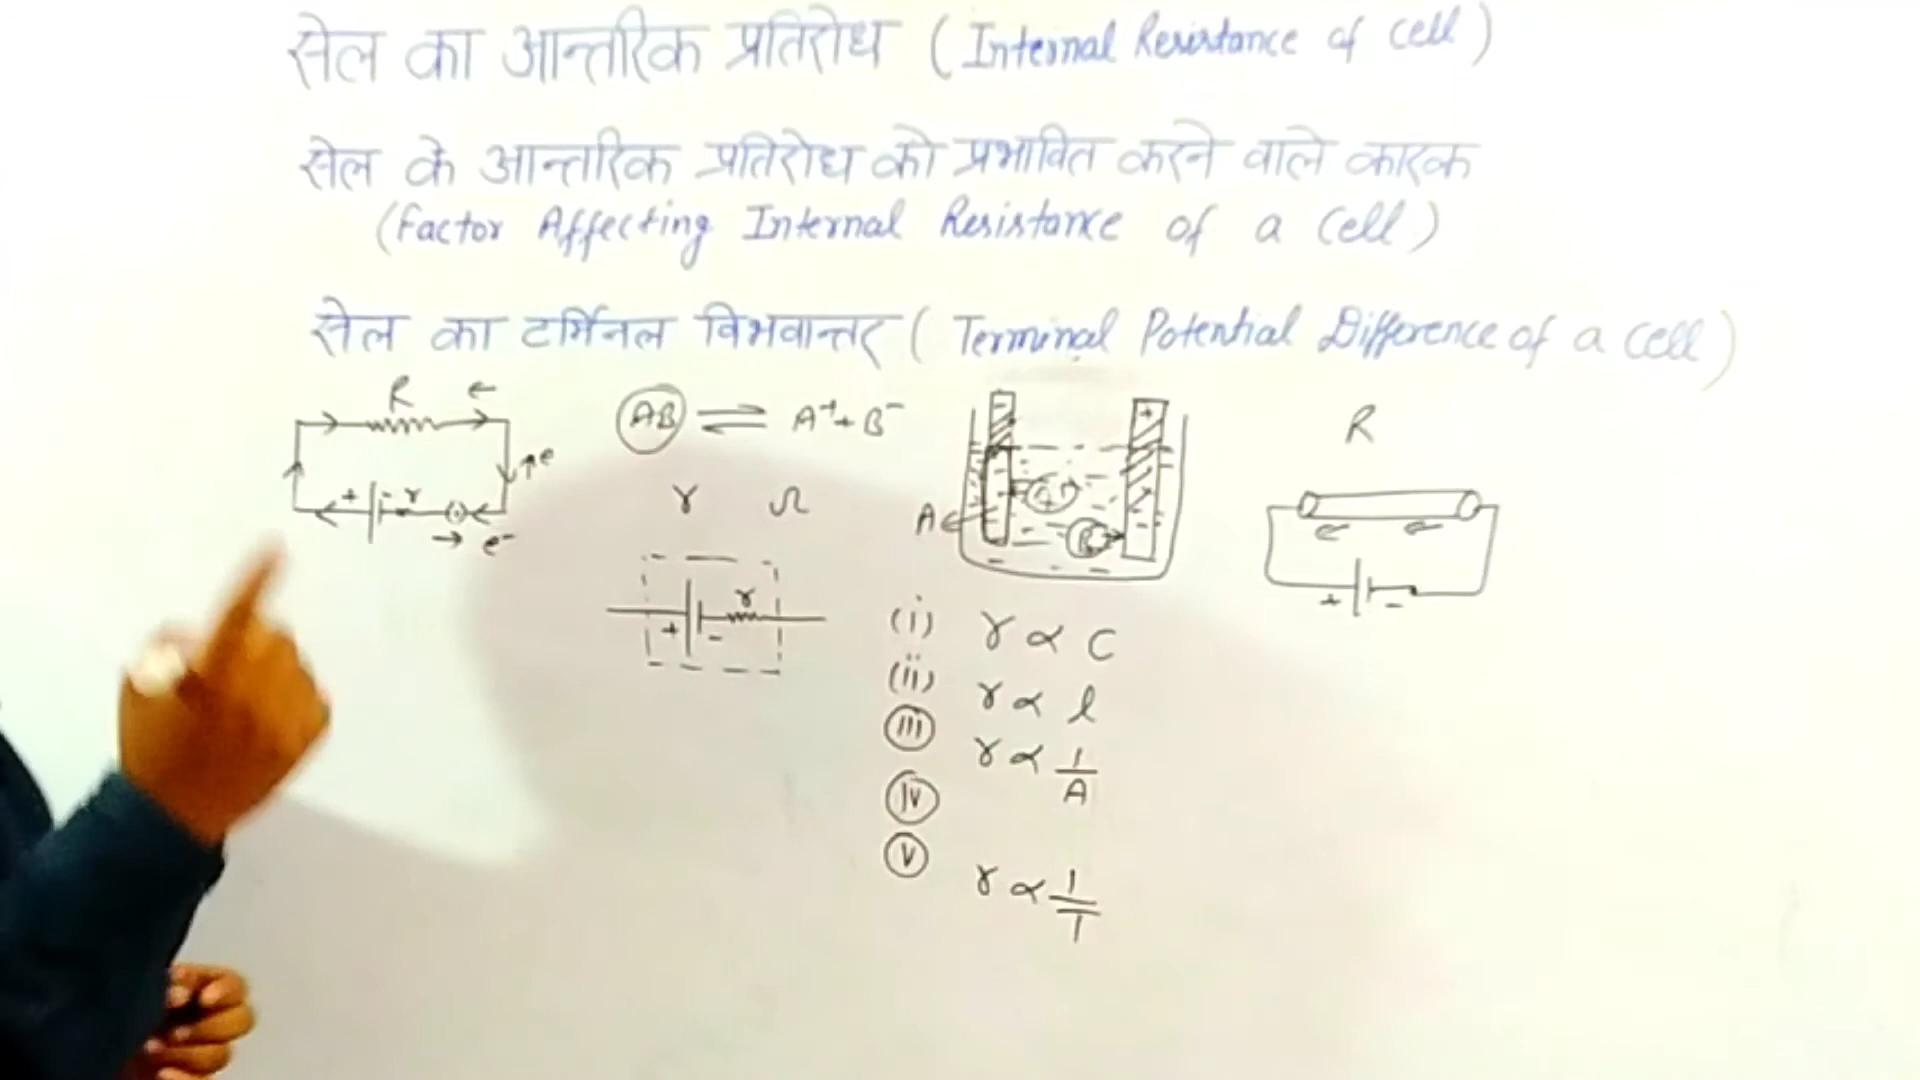 सेल का आन्तरिक प्रतिरोध ( Internal Resistance of Cell )
सेल के आन्तरिक प्रतिरोध को प्रभावित करने वाले कारक
(Factor Affecting Internal Resistance of a Cell)
सेल का टर्मिनल विभवान्तर ( Terminal Potential Difference of a Cell )
R ←
e
+ - r
→ e⁻
AB ⇌ A⁺ + B⁻
r Ω
r
+ -
- +
A
R
+ -
(i) r ∝ C
(ii) r ∝ l
(iii) r ∝ 1/A
(iv)
(v) r ∝ 1/T